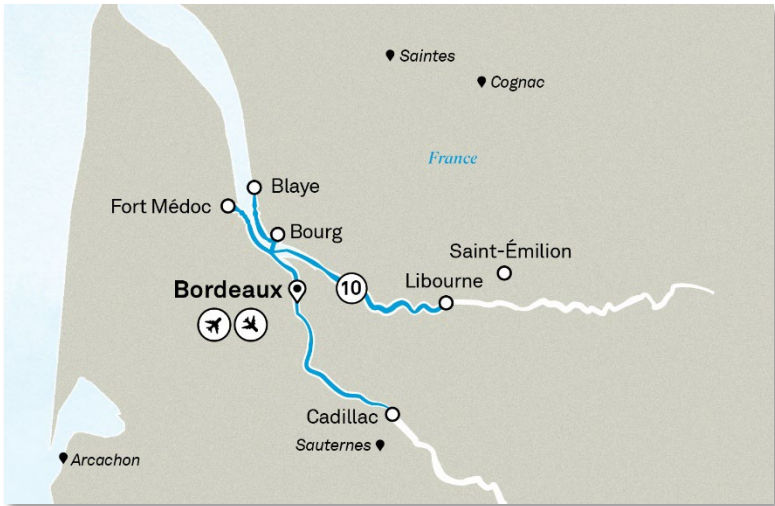 Saintes
Cognac
France
Blaye
Fort Médoc
Bourg
Saint-Émilion
Libourne
Bordeaux
10
Cadillac
Sauternes
Arcachon